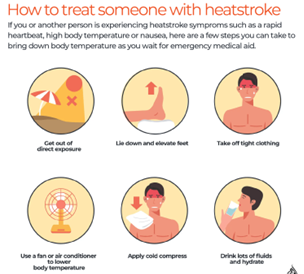 How to treat someone with heatstroke
If you or another person is experiencing heatstroke symproms such as a rapid
heartbeat, high body temperature or nausea, here are a few steps you can take to
bring down body temperature as you wait for emergency medical aid.
Get out of
direct exposure
Lie down and elevate feet
Take off tight clothing
Use a fan or air conditioner
to lower
body temperature
Apply cold compress
Drink lots of fluids
and hydrate